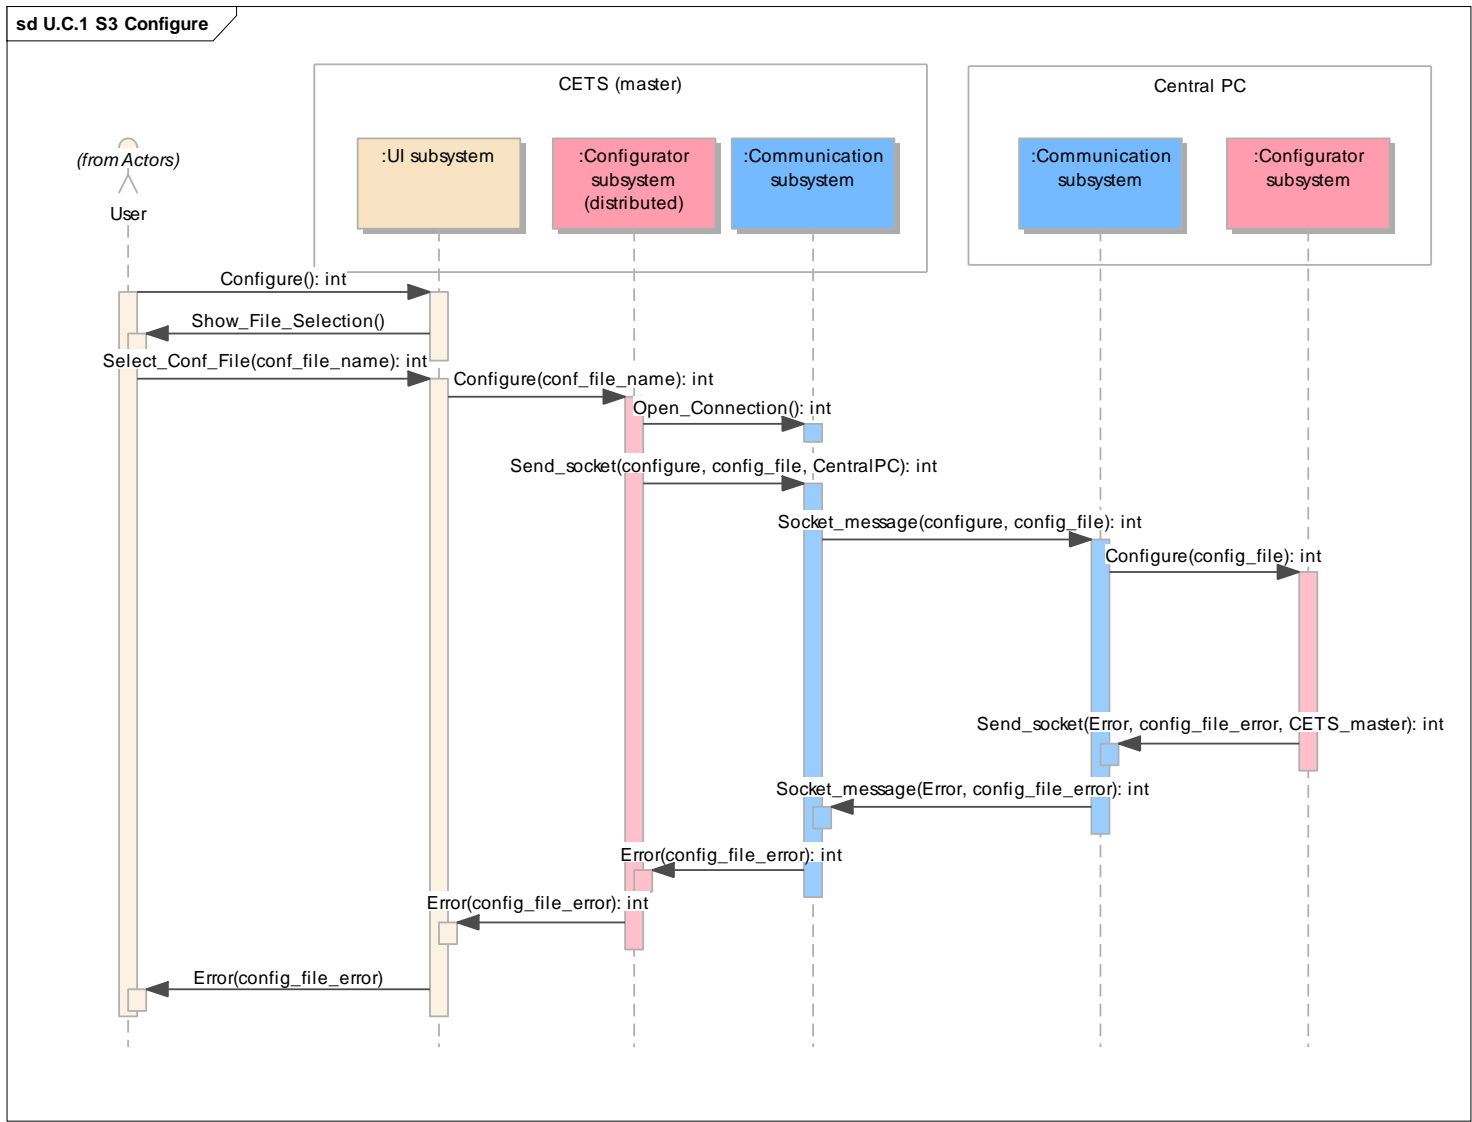 sd U.C.1 S3 Configure
CETS (master)
Central PC
(from Actors)
User
:UI subsystem
:Configurator
subsystem
(distributed)
:Communication
subsystem
:Communication
subsystem
:Configurator
subsystem
Configure(): int
Show_File_Selection()
Select_Conf_File(conf_file_name): int
Configure(conf_file_name): int
Open_Connection(): int
Send_socket(configure, config_file, CentralPC): int
Socket_message(configure, config_file): int
Configure(config_file): int
Send_socket(Error, config_file_error, CETS_master): int
Socket_message(Error, config_file_error): int
Error(config_file_error): int
Error(config_file_error): int
Error(config_file_error)